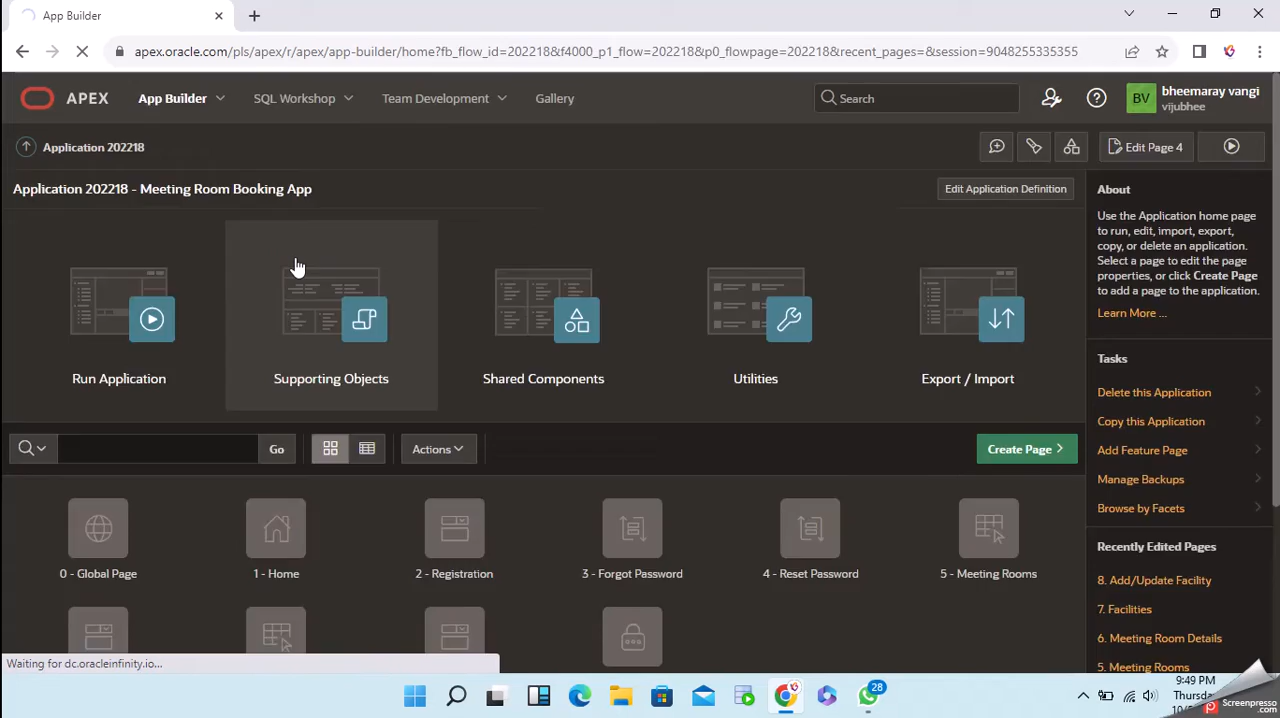 App Builder
apex.oracle.com/pls/apex/r/apex/app-builder/home?fb_flow_id=202218&f4000_p1_flow=202218&p0_flowpage=202218&recent_pages=&session=9048255335355
APEX App Builder SQL Workshop Team Development Gallery Search BV bheemaray vangi
vijubhee
Application 202218 Edit Page 4
Application 202218 - Meeting Room Booking App Edit Application Definition
Run Application Supporting Objects Shared Components Utilities Export / Import
Go Actions Create Page
0 - Global Page 1 - Home 2 - Registration 3 - Forgot Password 4 - Reset Password 5 - Meeting Rooms
About
Use the Application home page
to run, edit, import, export,
copy, or delete an application.
Select a page to edit the page
properties, or click Create Page
to add a page to the application.
Learn More ...
Tasks
Delete this Application
Copy this Application
Add Feature Page
Manage Backups
Browse by Facets
Recently Edited Pages
8. Add/Update Facility
7. Facilities
6. Meeting Room Details
5. Meeting Rooms
Waiting for dc.oracleinfinity.io...
28
9:49 PM
Thursday
Screenpresso
.com